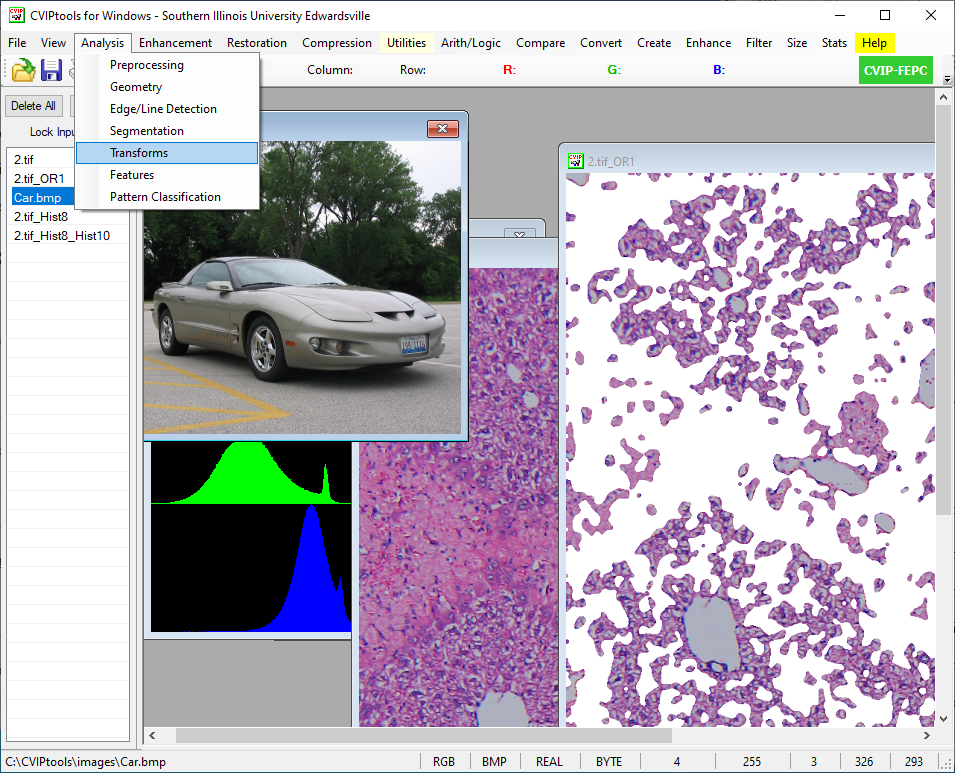 CVIPtools for Windows - Southern Illinois University Edwardsville
File View Analysis Enhancement Restoration Compression Utilities Arith/Logic Compare Convert Create Enhance Filter Size Stats Help
Column: Row: R: G: B: CVIP-FEPC
Preprocessing
Geometry
Edge/Line Detection
Segmentation
Transforms
Features
Pattern Classification
Delete All
Lock Inpu
2.tif
2.tif_OR1
Car.bmp
2.tif_Hist8
2.tif_Hist8_Hist10
2.tif_OR1
C:\CVIPtools\images\Car.bmp RGB BMP REAL BYTE 4 255 3 326 293